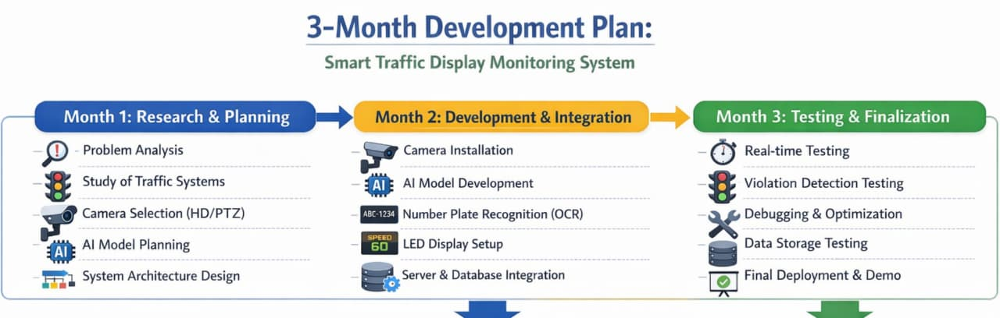 3-Month Development Plan:
Smart Traffic Display Monitoring System
Month 1: Research & Planning
Problem Analysis
Study of Traffic Systems
Camera Selection (HD/PTZ)
AI
AI Model Planning
System Architecture Design
Month 2: Development & Integration
Camera Installation
AI
AI Model Development
ABC-1234
Number Plate Recognition (OCR)
SPEED
60
LED Display Setup
Server & Database Integration
Month 3: Testing & Finalization
Real-time Testing
Violation Detection Testing
Debugging & Optimization
Data Storage Testing
Final Deployment & Demo